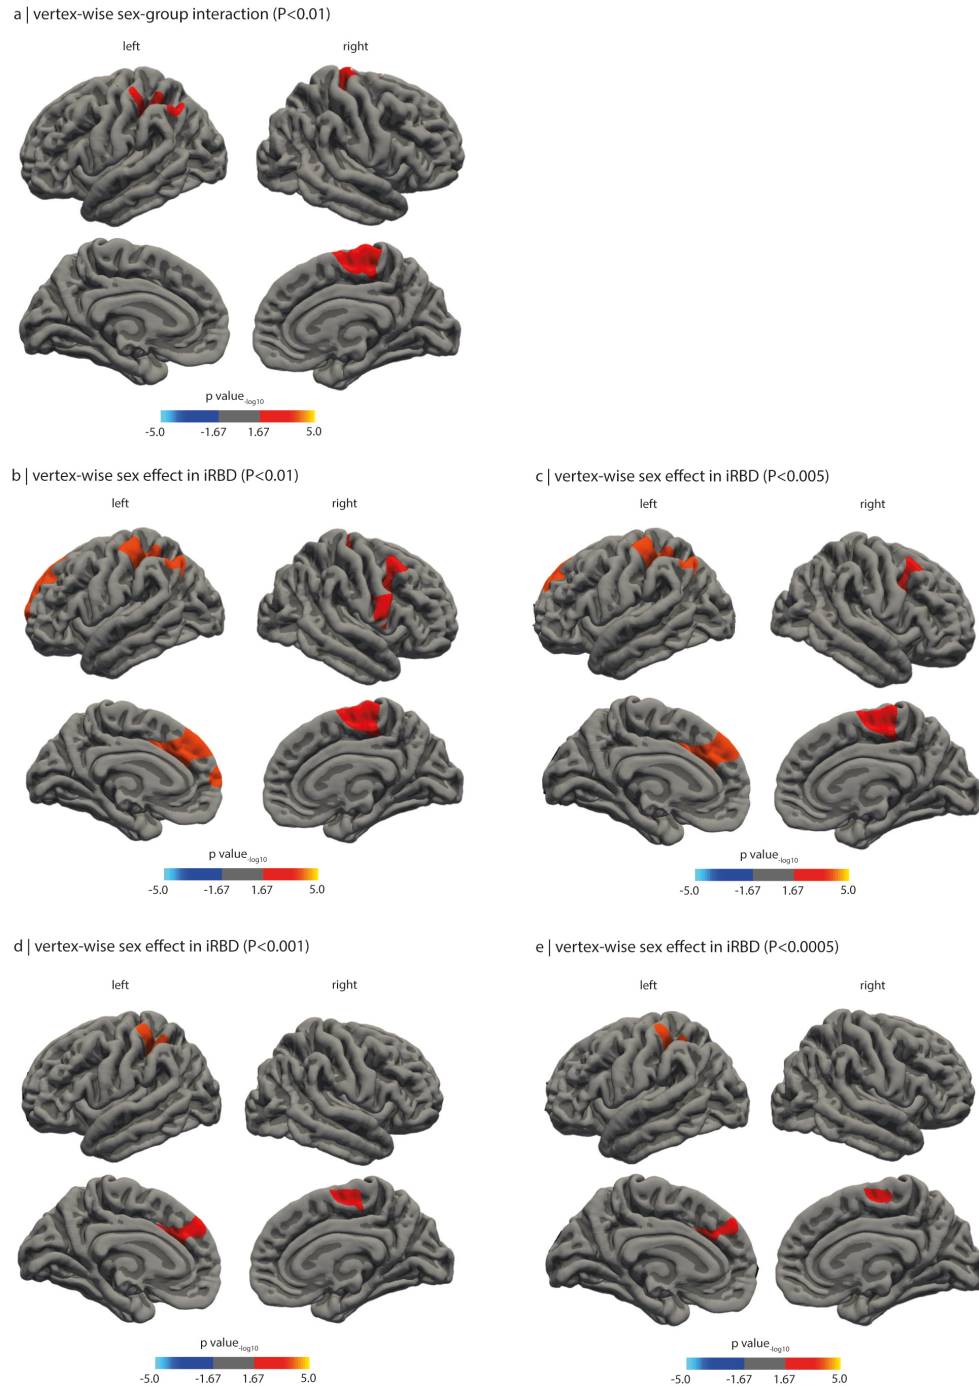 a | vertex-wise sex-group interaction (P<0.01)
left right
p value-log10
-5.0 -1.67 1.67 5.0
b | vertex-wise sex effect in iRBD (P<0.01)
left right
p value-log10
-5.0 -1.67 1.67 5.0
c | vertex-wise sex effect in iRBD (P<0.005)
left right
p value-log10
-5.0 -1.67 1.67 5.0
d | vertex-wise sex effect in iRBD (P<0.001)
left right
p value-log10
-5.0 -1.67 1.67 5.0
e | vertex-wise sex effect in iRBD (P<0.0005)
left right
p value-log10
-5.0 -1.67 1.67 5.0